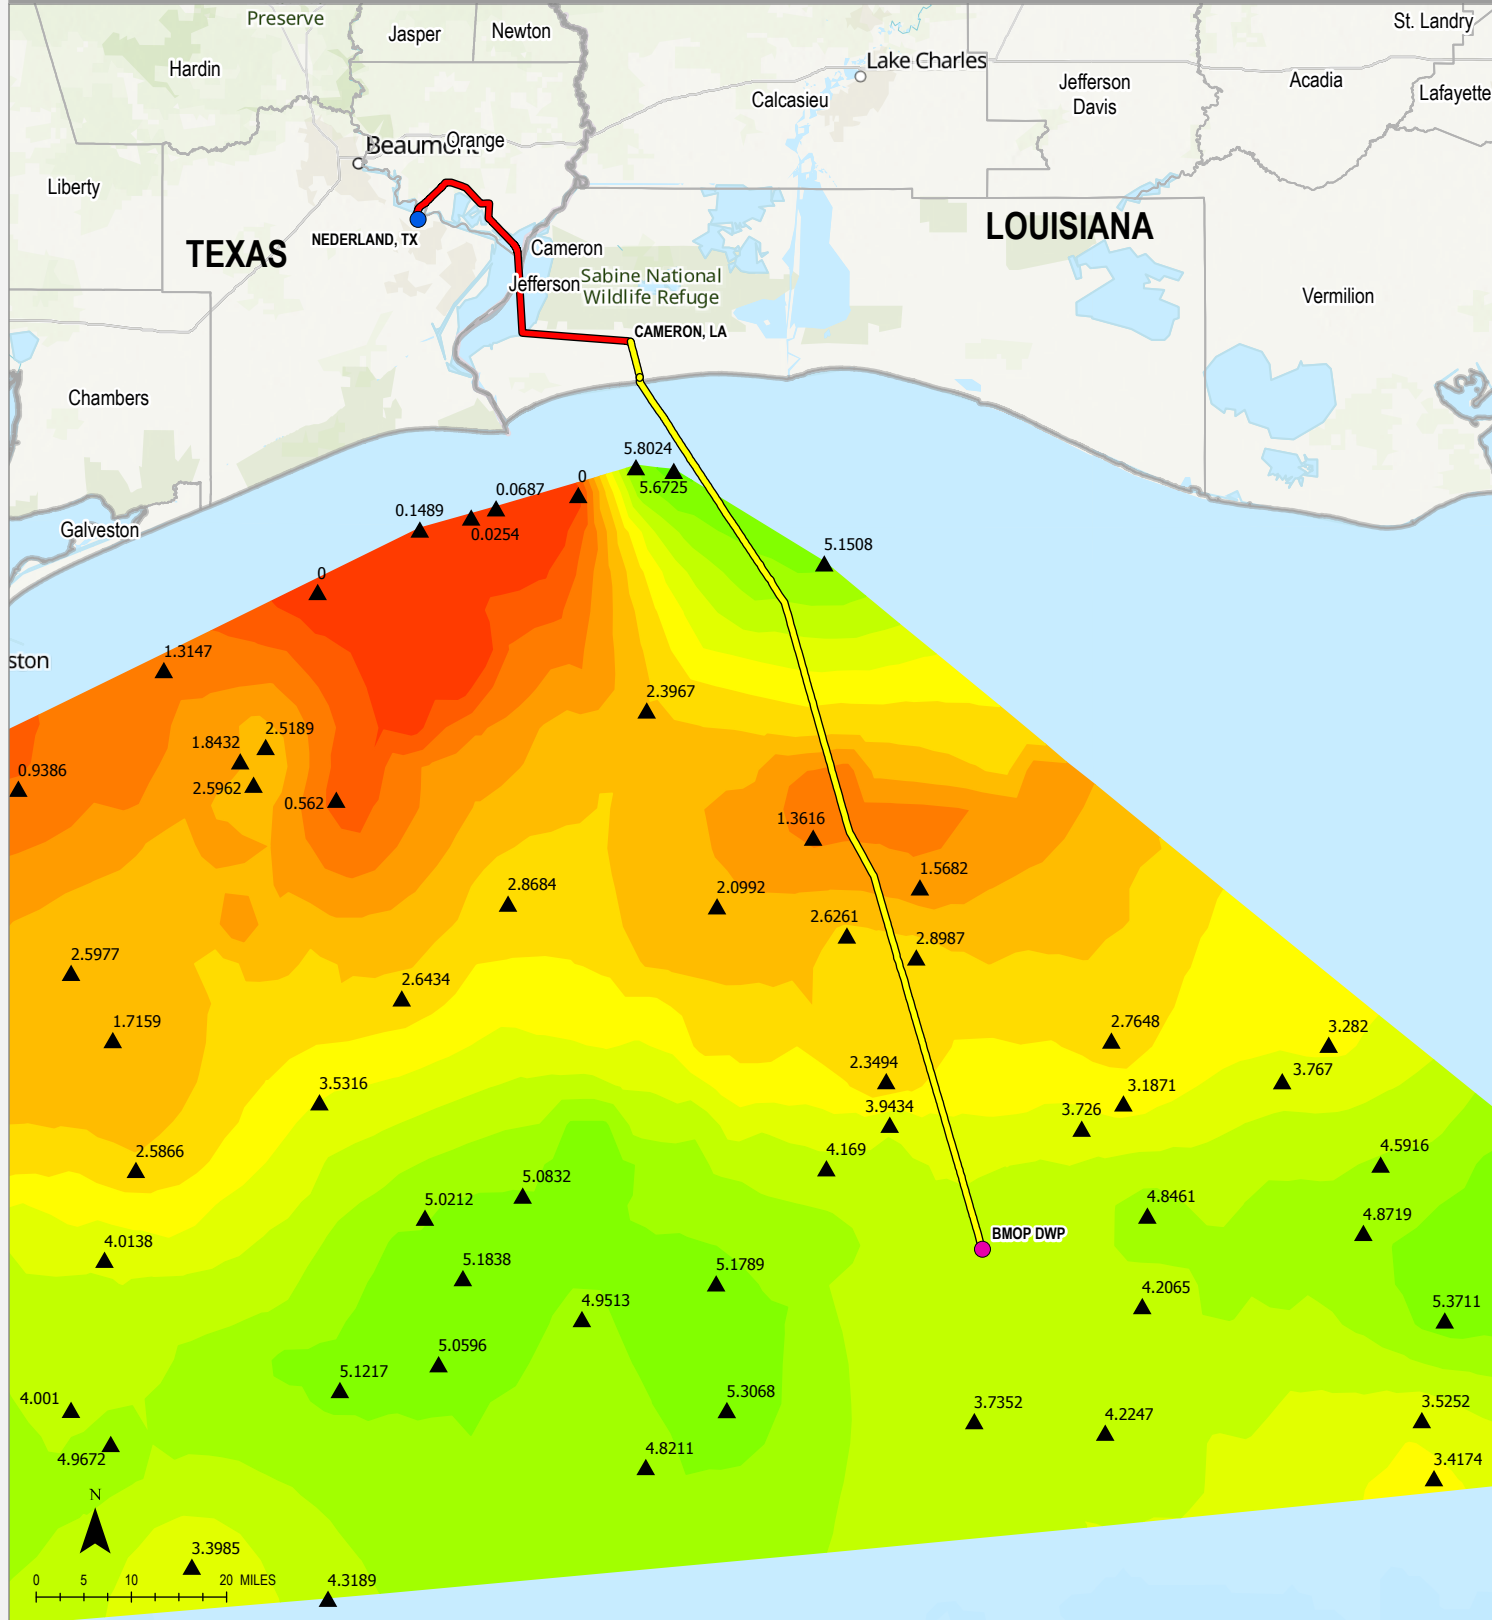 Preserve
Jasper
Newton
St. Landry
Hardin
Lake Charles
Calcasieu
Jefferson
Davis
Acadia
Lafayette
Beaumont
Orange
Liberty
NEDERLAND, TX
TEXAS
LOUISIANA
Cameron
Jefferson
Sabine National
Wildlife Refuge
Vermilion
CAMERON, LA
Chambers
Galveston
5.8024
5.6725
0
0.0687
0.1489
0.0254
5.1508
0
ston
1.3147
2.3967
2.5189
1.8432
0.9386
2.5962
0.562
1.3616
1.5682
2.8684
2.0992
2.6261
2.8987
2.5977
2.6434
1.7159
2.7648
3.282
2.3494
3.767
3.5316
3.1871
3.9434
3.726
4.169
2.5866
4.5916
5.0832
5.0212
4.8461
4.8719
BMOP DWP
4.0138
5.1838
5.1789
4.9513
4.2065
5.3711
5.0596
5.1217
5.3068
4.001
3.7352
4.2247
3.5252
4.9672
4.8211
3.4174
N
3.3985
4.3189
0 5 10 20 MILES